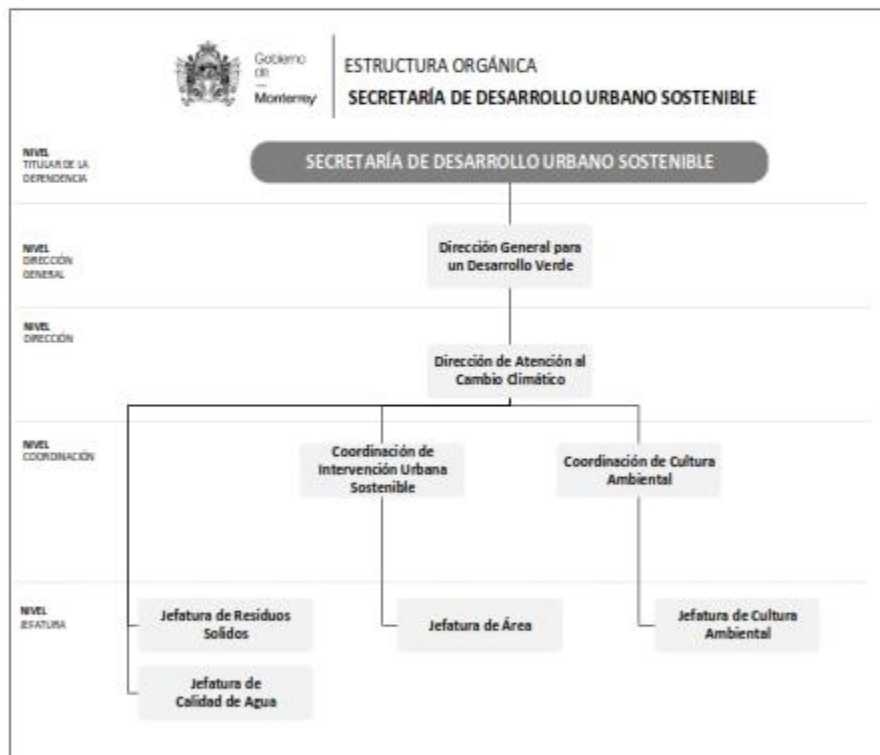 Gobierno
de
Monterrey
ESTRUCTURA ORGÁNICA
SECRETARÍA DE DESARROLLO URBANO SOSTENIBLE
NIVEL
TITULAR DE LA
DEPENDENCIA
SECRETARÍA DE DESARROLLO URBANO SOSTENIBLE
NIVEL
DIRECCIÓN
GENERAL
Dirección General para
un Desarrollo Verde
NIVEL
DIRECCIÓN
Dirección de Atención al
Cambio Climático
NIVEL
COORDINACIÓN
Coordinación de
Intervención Urbana
Sostenible
Coordinación de Cultura
Ambiental
NIVEL
JEFATURA
Jefatura de Residuos
Solidos
Jefatura de Área
Jefatura de Cultura
Ambiental
Jefatura de
Calidad de Agua